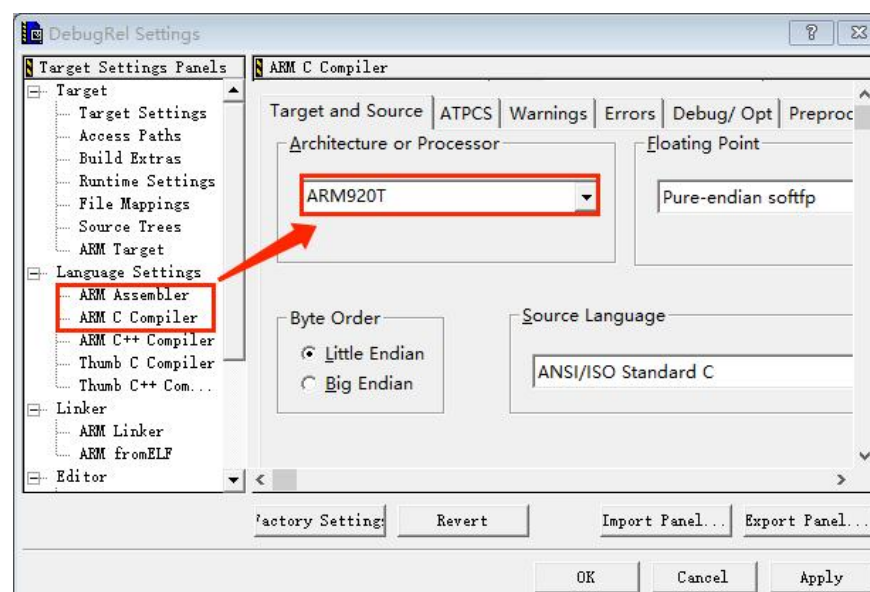 DebugRel Settings
Target Settings Panels
ARM C Compiler
Target
Target Settings
Access Paths
Build Extras
Runtime Settings
File Mappings
Source Trees
ARM Target
Language Settings
ARM Assembler
ARM C Compiler
ARM C++ Compiler
Thumb C Compiler
Thumb C++ Com...
Linker
ARM Linker
ARM fromELF
Editor
Target and Source ATPCS Warnings Errors Debug/ Opt Preproc
Architecture or Processor
Floating Point
ARM920T
Pure-endian softfp
Byte Order
Source Language
Little Endian
Big Endian
ANSI/ISO Standard C
Factory Setting
Revert
Import Panel...
Export Panel...
OK
Cancel
Apply